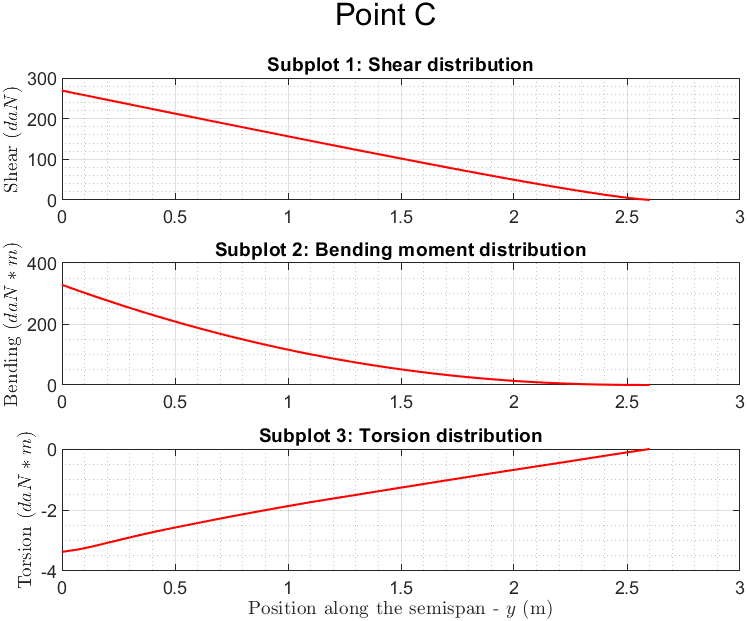 Point C
Subplot 1: Shear distribution
Shear (daN)
300
200
100
0
0 0.5 1 1.5 2 2.5 3
Subplot 2: Bending moment distribution
Bending (daN * m)
400
200
0
0 0.5 1 1.5 2 2.5 3
Subplot 3: Torsion distribution
Torsion (daN * m)
0
-2
-4
0 0.5 1 1.5 2 2.5 3
Position along the semispan - y (m)